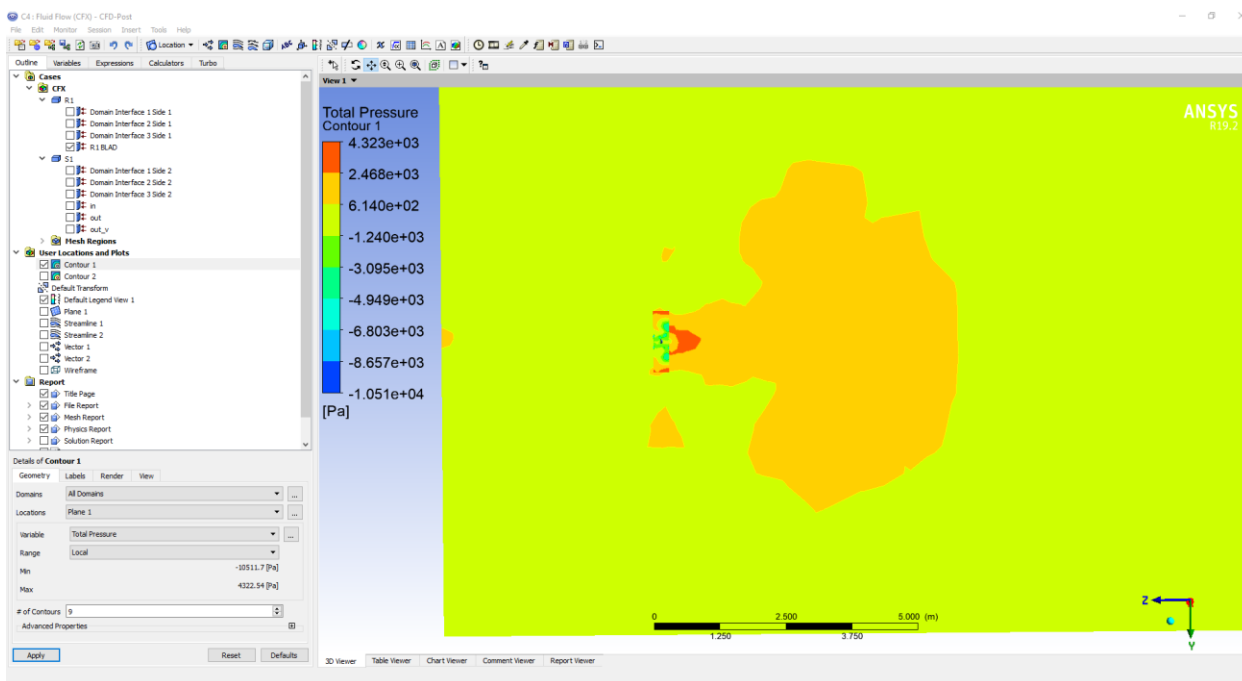 C4 : Fluid Flow (CFX) - CFD-Post
File Edit Monitor Session Insert Tools Help
Location
Outline Variables Expressions Calculators Turbo
Cases
CFX
R1
Domain Interface 1 Side 1
Domain Interface 2 Side 1
Domain Interface 3 Side 1
R1 BLAD
S1
Domain Interface 1 Side 2
Domain Interface 2 Side 2
Domain Interface 3 Side 2
in
out
out_v
Mesh Regions
User Locations and Plots
Contour 1
Contour 2
Default Transform
Default Legend View 1
Plane 1
Streamline 1
Streamline 2
Vector 1
Vector 2
Wireframe
Report
Title Page
File Report
Mesh Report
Physics Report
Solution Report
Details of Contour 1
Geometry Labels Render View
Domains All Domains ...
Locations Plane 1 ...
Variable Total Pressure ...
Range Local
Min -10511.7 [Pa]
Max 4322.54 [Pa]
# of Contours 9
Advanced Properties
Apply Reset Defaults
View 1
Total Pressure
Contour 1
4.323e+03
2.468e+03
6.140e+02
-1.240e+03
-3.095e+03
-4.949e+03
-6.803e+03
-8.657e+03
-1.051e+04
[Pa]
ANSYS
R19.2
0 2.500 5.000 (m)
1.250 3.750
Z
Y
3D Viewer Table Viewer Chart Viewer Comment Viewer Report Viewer